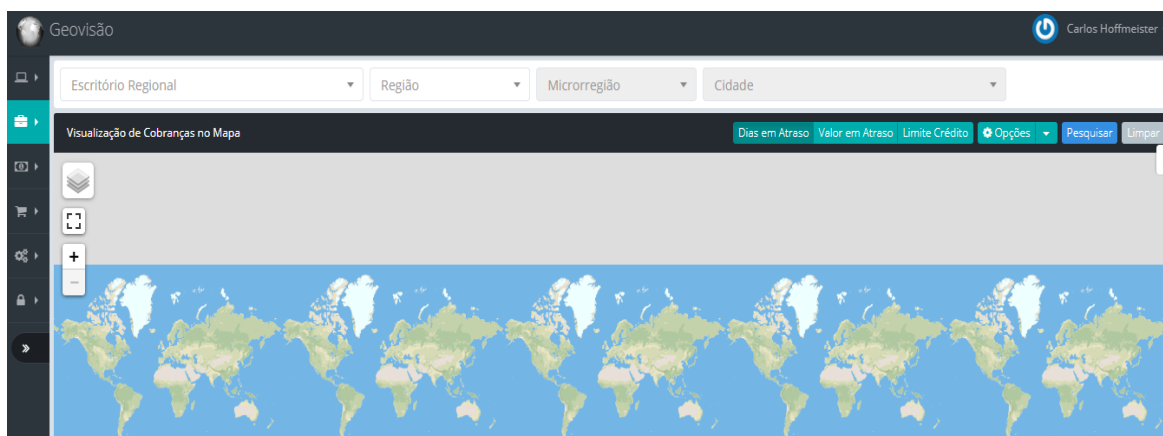 Geovisão
Carlos Hoffmeister
Escritório Regional
Região
Microrregião
Cidade
Visualização de Cobranças no Mapa
Dias em Atraso
Valor em Atraso
Limite Crédito
Opções
Pesquisar
Limpar
+
−